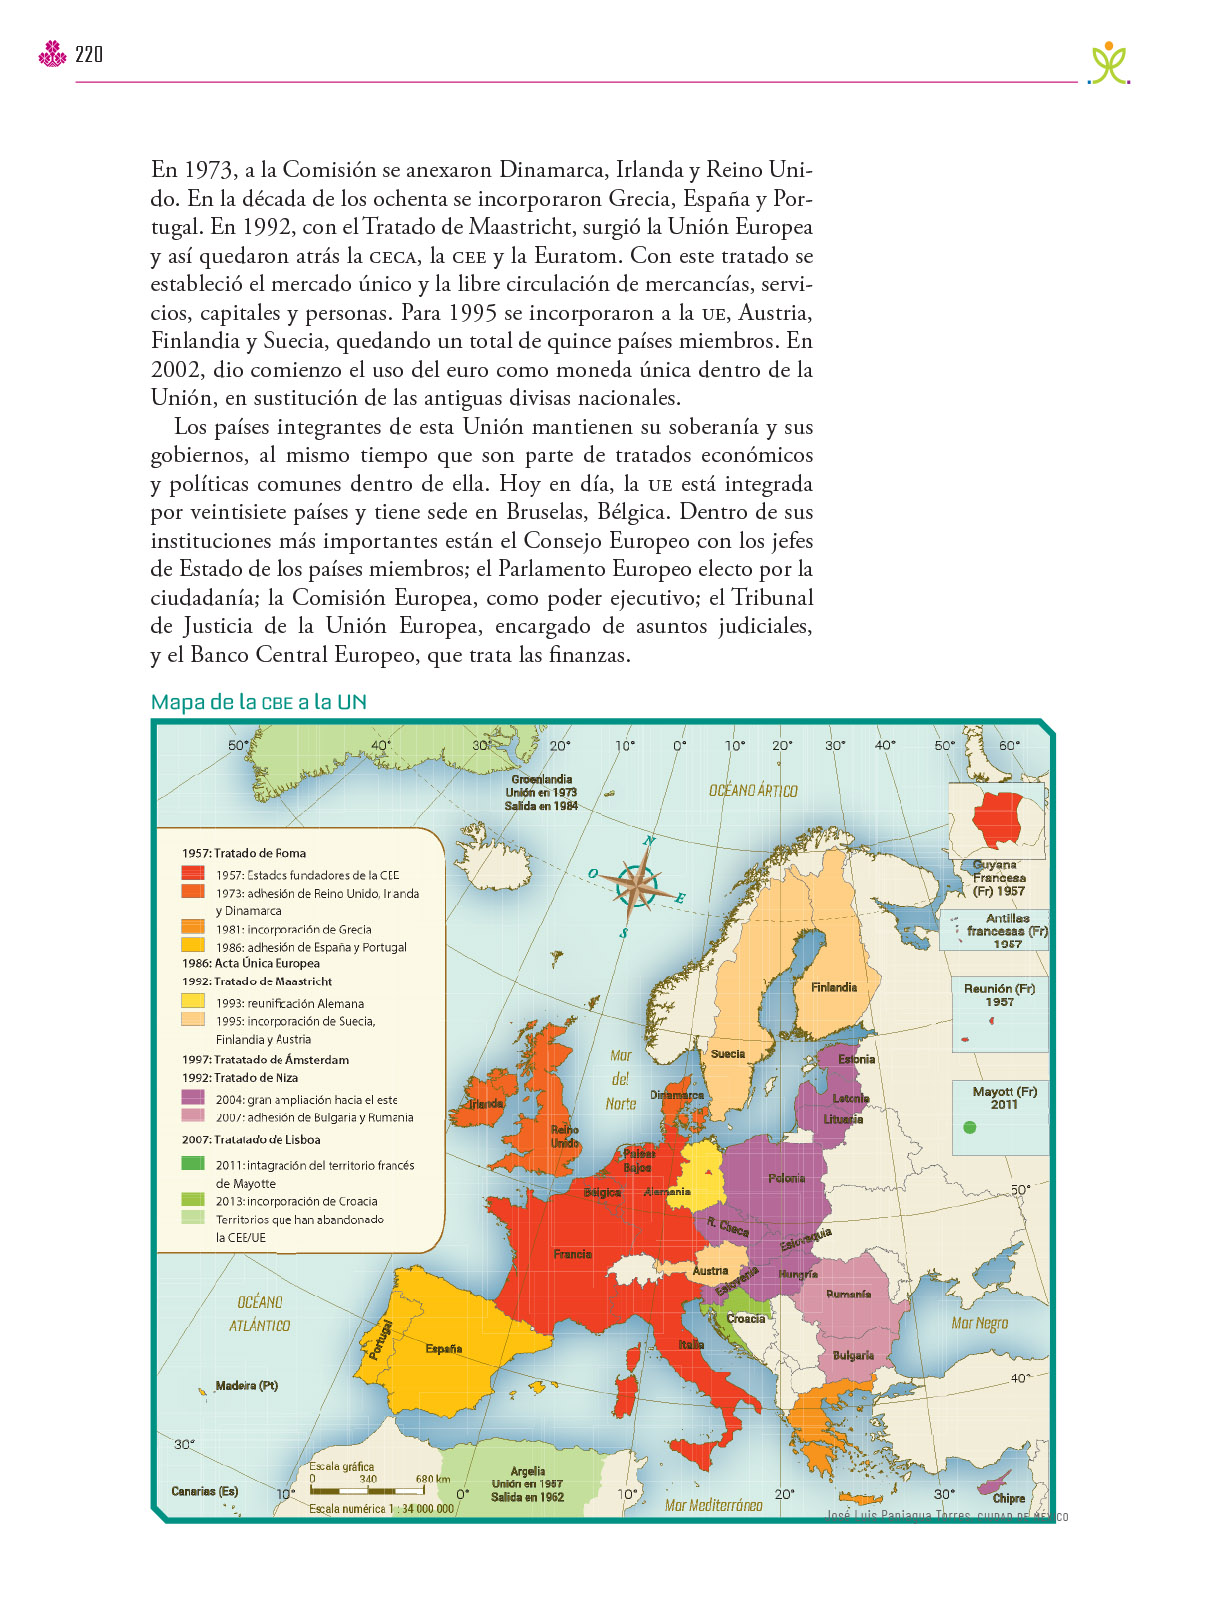 220
En 1973, a la Comisión se anexaron Dinamarca, Irlanda y Reino Uni-
do. En la década de los ochenta se incorporaron Grecia, España y Por-
tugal. En 1992, con el Tratado de Maastricht, surgió la Unión Europea
y así quedaron atrás la CECA, la CEE y la Euratom. Con este tratado se
estableció el mercado único y la libre circulación de mercancías, servi-
cios, capitales y personas. Para 1995 se incorporaron a la UE, Austria,
Finlandia y Suecia, quedando un total de quince países miembros. En
2002, dio comienzo el uso del euro como moneda única dentro de la
Unión, en sustitución de las antiguas divisas nacionales.
Los países integrantes de esta Unión mantienen su soberanía y sus
gobiernos, al mismo tiempo que son parte de tratados económicos
y políticas comunes dentro de ella. Hoy en día, la UE está integrada
por veintisiete países y tiene sede en Bruselas, Bélgica. Dentro de sus
instituciones más importantes están el Consejo Europeo con los jefes
de Estado de los países miembros; el Parlamento Europeo electo por la
ciudadanía; la Comisión Europea, como poder ejecutivo; el Tribunal
de Justicia de la Unión Europea, encargado de asuntos judiciales,
y el Banco Central Europeo, que trata las finanzas.
Mapa de la CBE a la UN
50° 40° 30° 20° 10° 0° 10° 20° 30° 40° 50° 60°
Groenlandia
Unión en 1973
Salida en 1984
OCÉANO ÁRTICO
N
O
E
S
Guyana
Francesa
(Fr) 1957
Antillas
francesas (Fr)
1957
Reunión (Fr)
1957
Mayott (Fr)
2011
1957: Tratado de Roma
1957: Estados fundadores de la CEE
1973: adhesión de Reino Unido, Irlanda
y Dinamarca
1981: incorporación de Grecia
1986: adhesión de España y Portugal
1986: Acta Única Europea
1992: Tratado de Maastricht
1993: reunificación Alemana
1995: incorporación de Suecia,
Finlandia y Austria
1997: Tratatado de Ámsterdam
1992: Tratado de Niza
2004: gran ampliación hacia el este
2007: adhesión de Bulgaria y Rumania
2007: Tratatado de Lisboa
2011: intagración del territorio francés
de Mayotte
2013: incorporación de Croacia
Territorios que han abandonado
la CEE/UE
Finlandia
Suecia
Estonia
Letonia
Lituania
Mar
del
Norte
Dinamarca
Irlanda
Reino
Unido
Países
Bajos
Bélgica
Alemania
Polonia
R. Checa
Eslovaquia
Francia
Austria
Eslovenia
Hungría
Rumanía
Croacia
Italia
Bulgaria
Portugal
España
OCÉANO
ATLÁNTICO
Mar Negro
Madeira (Pt)
50°
40°
30°
Canarias (Es)
10°
Escala gráfica
0 340 680 km
Escala numérica 1 : 34 000 000
0°
Argelia
Unión en 1957
Salida en 1962
10°
Mar Mediterráneo
20°
30°
Chipre
José Luis Paniagua Torres, CIUDAD DE MÉXICO